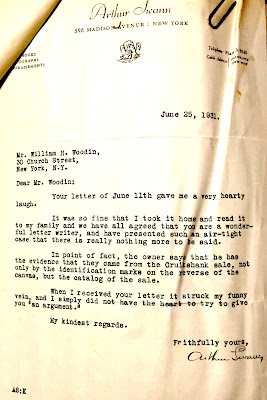 Arthur Swann
598 MADISON AVENUE : NEW YORK
BOOKS
AUTOGRAPHS
June 25, 1931.
Mr. William H. Woodin,
30 Church Street,
New York, N.Y.
Dear Mr. Woodin:
Your letter of June 11th gave me a very hearty
laugh.
It was so fine that I took it home and read it
to my family and we have all agreed that you are a wonder-
ful letter writer, and have presented such an air-tight
case that there is really nothing more to be said.
In point of fact, the owner says that he has
the evidence that they came from the Cruikshank sale, not
only by the identification marks on the reverse of the
canvas, but the catalog of the sale.
When I received your letter it struck my funny
vein, and I simply did not have the heart to try to give
you "an argument."
My kindest regards.
Faithfully yours,
Arthur Swann
AS:K